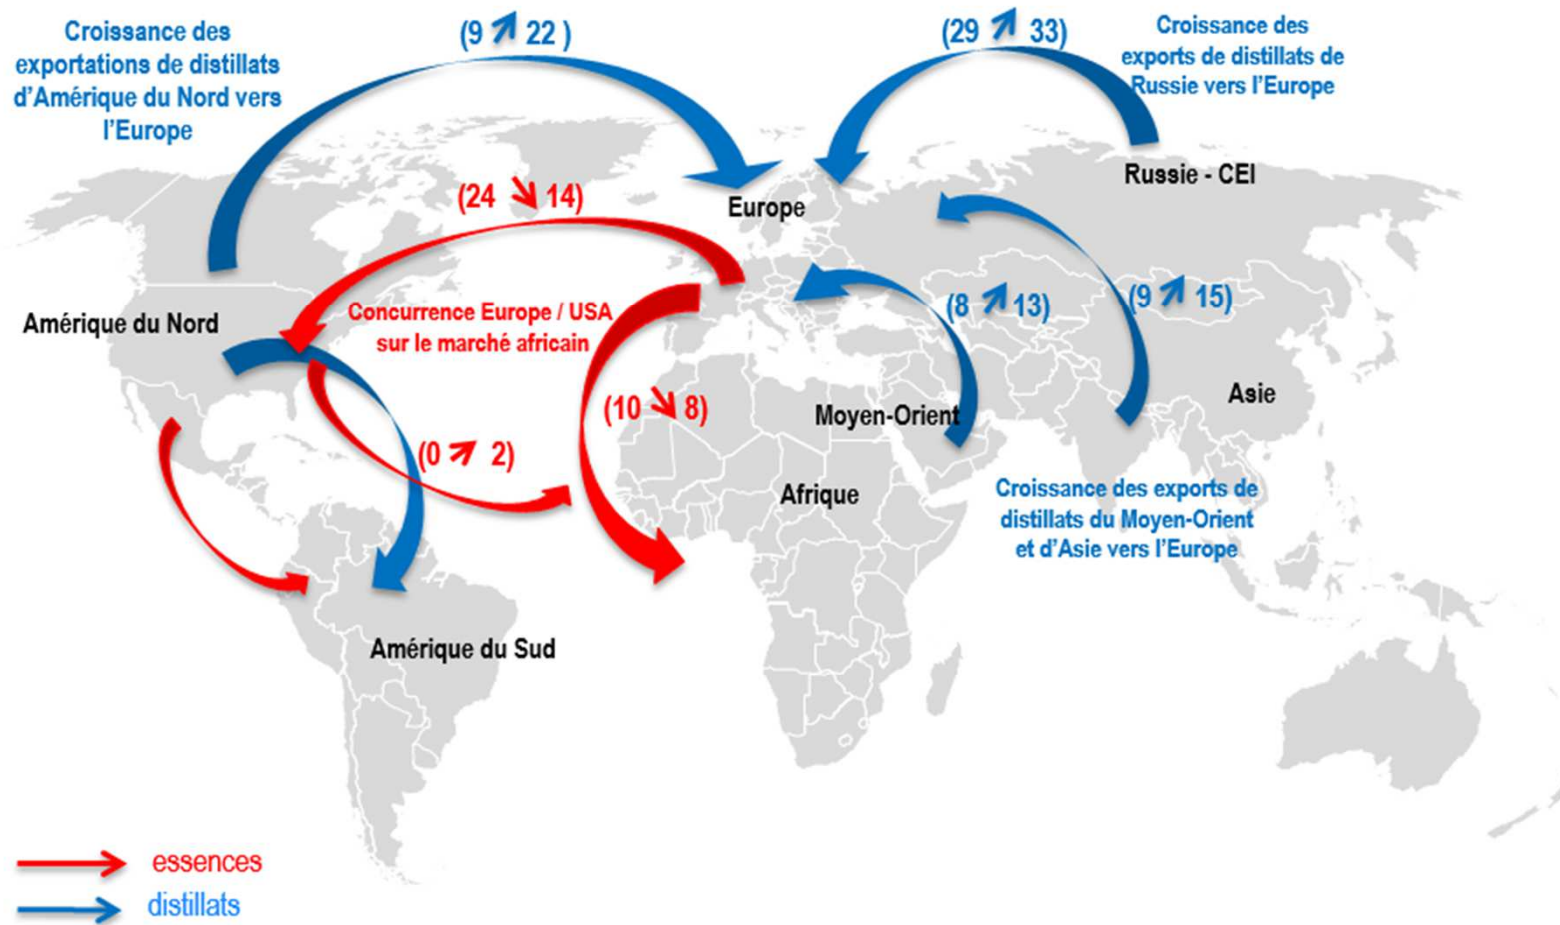 Croissance des
exportations de distillats
d'Amérique du Nord vers
l'Europe
(9 ↗ 22 )
(29 ↗ 33)
Croissance des
exports de distillats de
Russie vers l'Europe
Russie - CEI
(24 ↘ 14)
Europe
Amérique du Nord
Concurrence Europe / USA
sur le marché africain
(8 ↗ 13)
(9 ↗ 15)
Asie
(10 ↘ 8)
Moyen-Orient
(0 ↗ 2)
Afrique
Croissance des exports de
distillats du Moyen-Orient
et d'Asie vers l'Europe
Amérique du Sud
essences
distillats